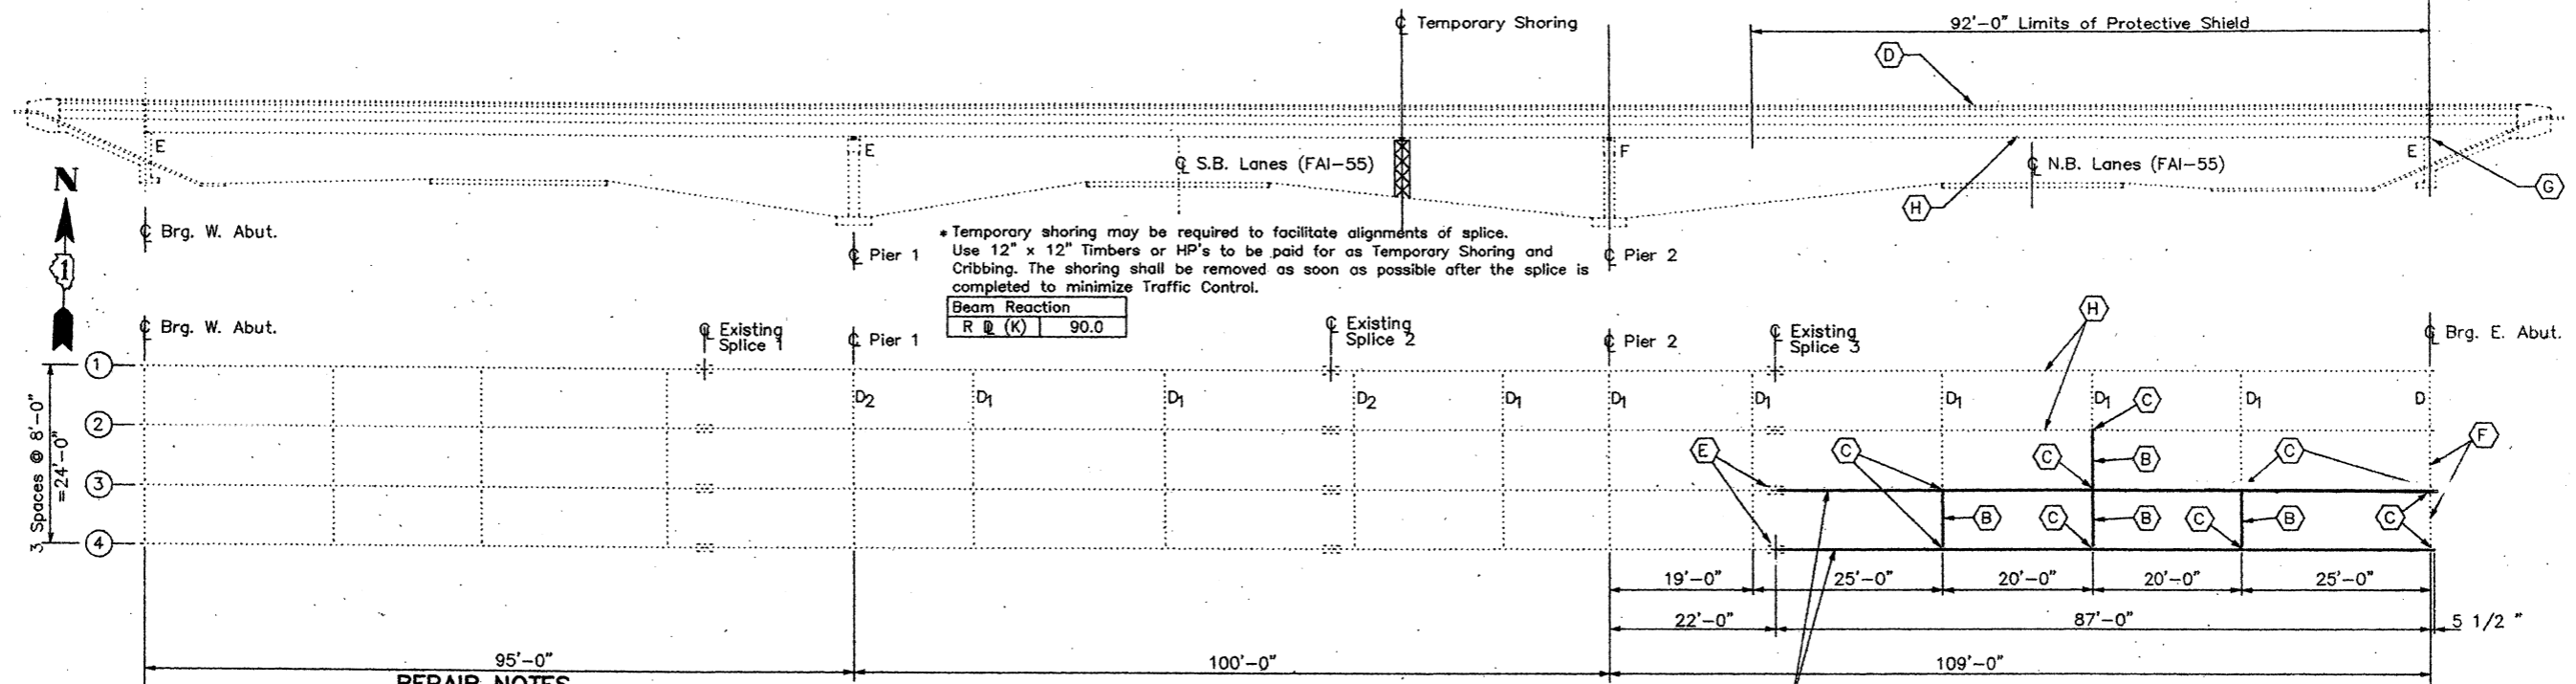 ℄ Temporary Shoring
92'-0" Limits of Protective Shield
D
E
E
F
E
℄ S.B. Lanes (FAI-55)
℄ N.B. Lanes (FAI-55)
G
H
N
1
℄ Brg. W. Abut.
℄ Pier 1
℄ Pier 2
* Temporary shoring may be required to facilitate alignments of splice.
Use 12" x 12" Timbers or HP's to be paid for as Temporary Shoring and
Cribbing. The shoring shall be removed as soon as possible after the splice is
completed to minimize Traffic Control.
Beam Reaction
R ℄ (K) 90.0
℄ Brg. W. Abut.
℄ Existing
Splice 1
℄ Pier 1
℄ Existing
Splice 2
℄ Pier 2
℄ Existing
Splice 3
H
℄ Brg. E. Abut.
1
2
3
4
3 Spaces @ 8'-0"
=24'-0"
D2 D1 D1 D2 D1 D1 D1 D1 D1 D1 D
C
E C C B C F
B C B C B C
19'-0" 25'-0" 20'-0" 20'-0" 25'-0"
22'-0" 87'-0" 5 1/2 "
95'-0" 100'-0" 109'-0"
REPAIR NOTES